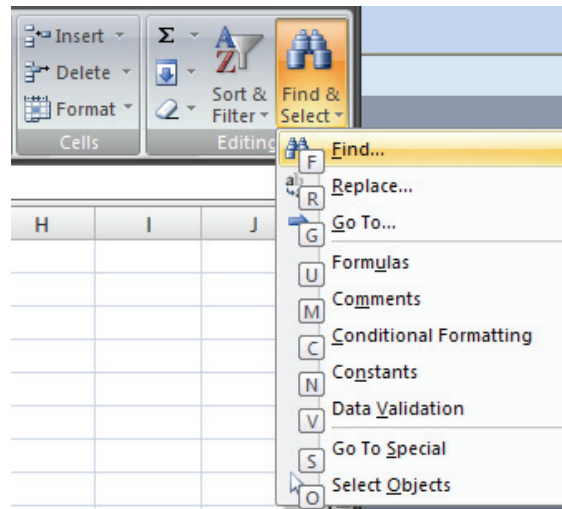 Insert
Delete
Format
Cells
Σ
A
Z
Sort &
Filter
Find &
Select
Editing
F Find...
ab
R Replace...
G Go To...
U Formulas
M Comments
C Conditional Formatting
N Constants
V Data Validation
S Go To Special
O Select Objects
H I J